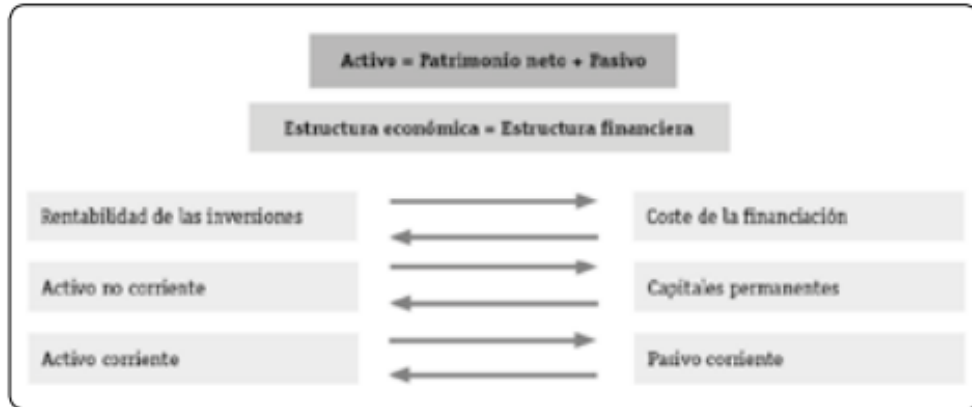 Activo = Patrimonio neto + Pasivo
Estructura económica = Estructura financiera
Rentabilidad de las inversiones
Coste de la financiación
Activo no corriente
Capitales permanentes
Activo corriente
Pasivo corriente